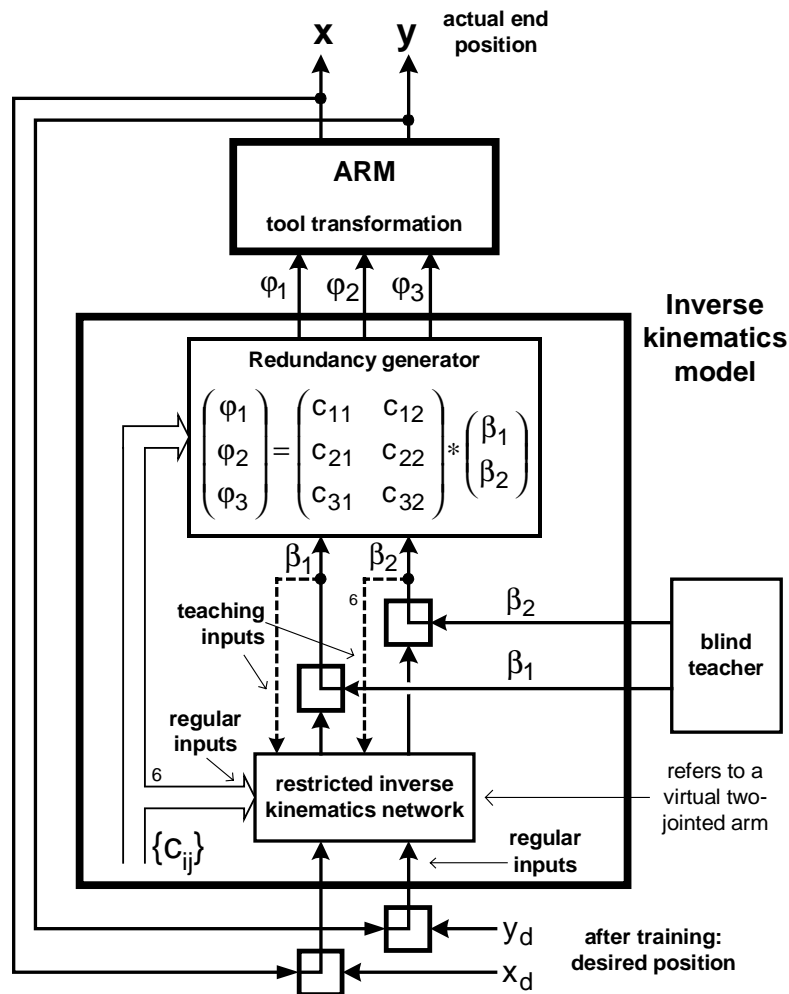 x y actual end
position
ARM
tool transformation
φ1 φ2 φ3
Inverse
kinematics
model
Redundancy generator
φ1 c11 c12 β1
φ2 = c21 c22 * β2
φ3 c31 c32
β1 β2
6
teaching
inputs
β2
β1
blind
teacher
regular
inputs
6
restricted inverse
kinematics network
refers to a
virtual two-
jointed arm
{cij}
regular
inputs
yd
xd
after training:
desired position